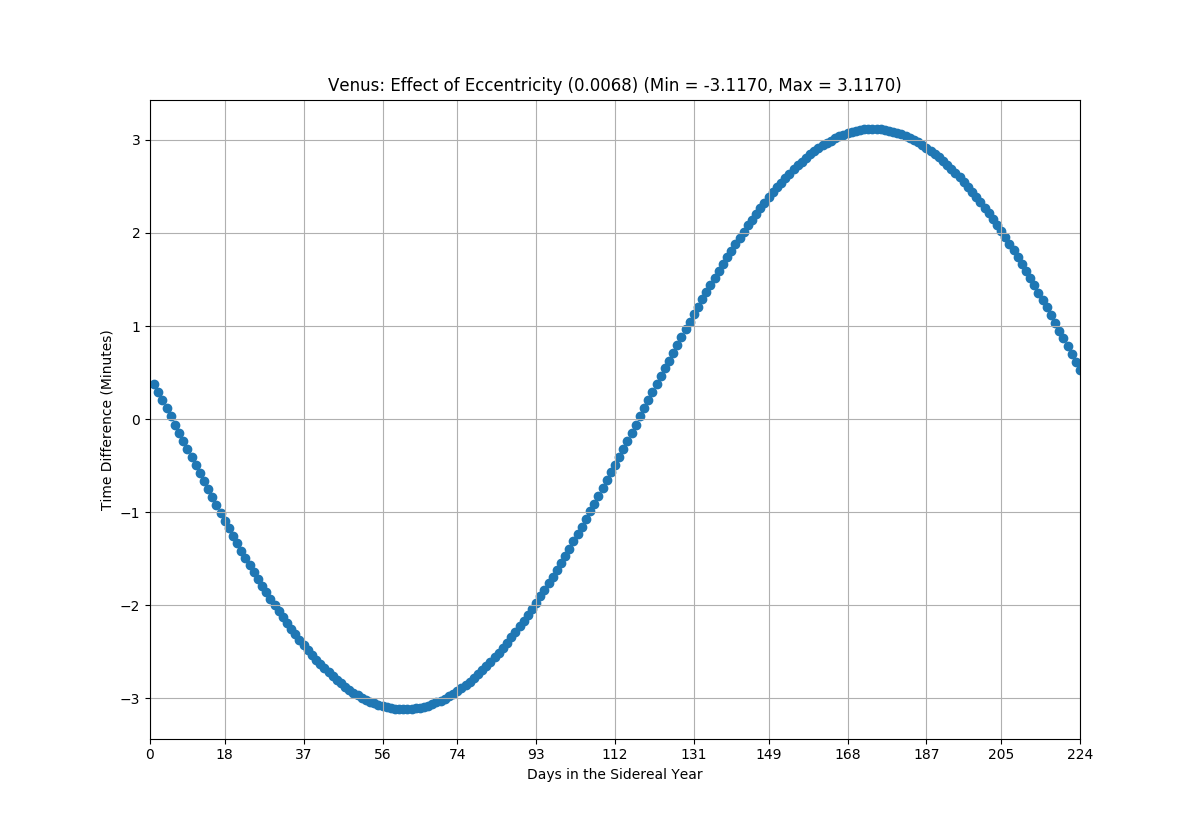 Venus: Effect of Eccentricity (0.0068) (Min = -3.1170, Max = 3.1170)
3
2
1
0
−1
−2
−3
Time Difference (Minutes)
0 18 37 56 74 93 112 131 149 168 187 205 224
Days in the Sidereal Year